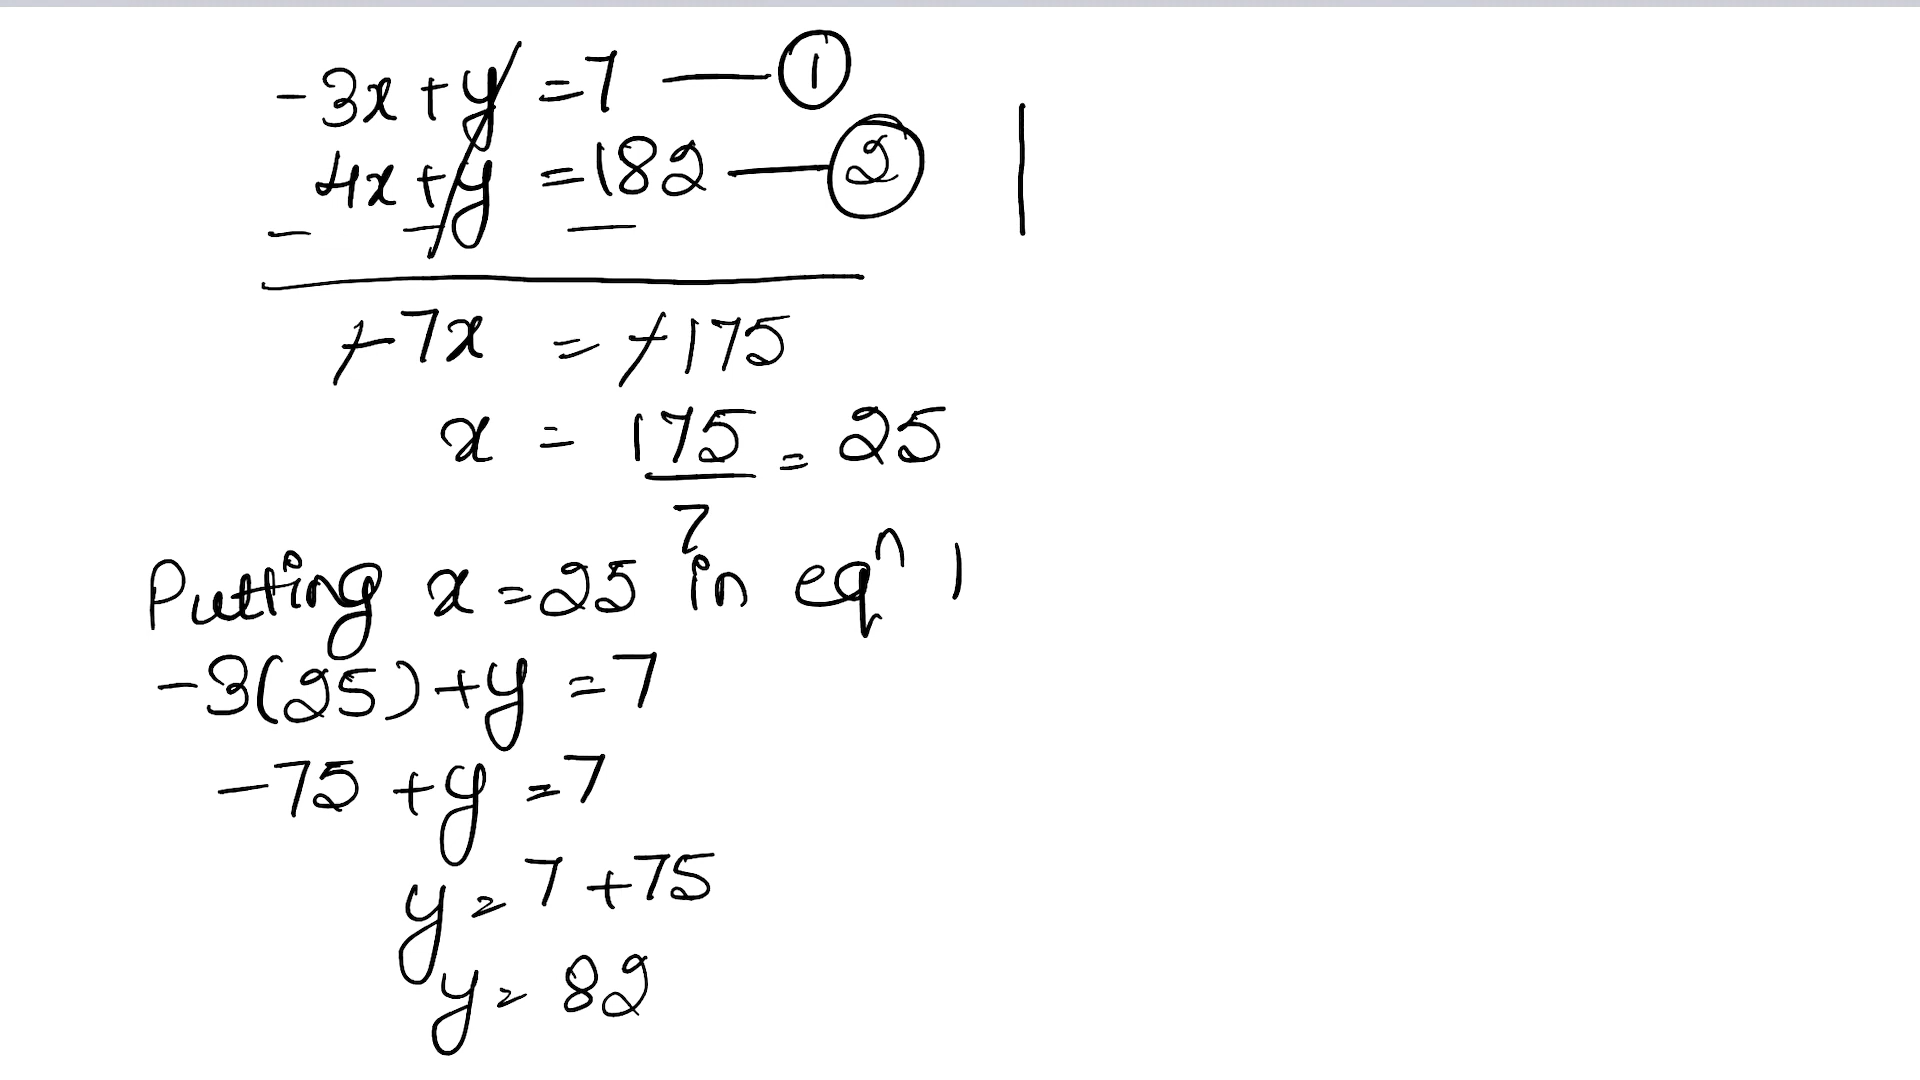 -3x + y = 7 — ①
4x + y = 182 — ②
- - -
-7x = -175
x = 175/7 = 25
Putting x = 25 in eqⁿ 1
-3(25) + y = 7
-75 + y = 7
y = 7 + 75
y = 82